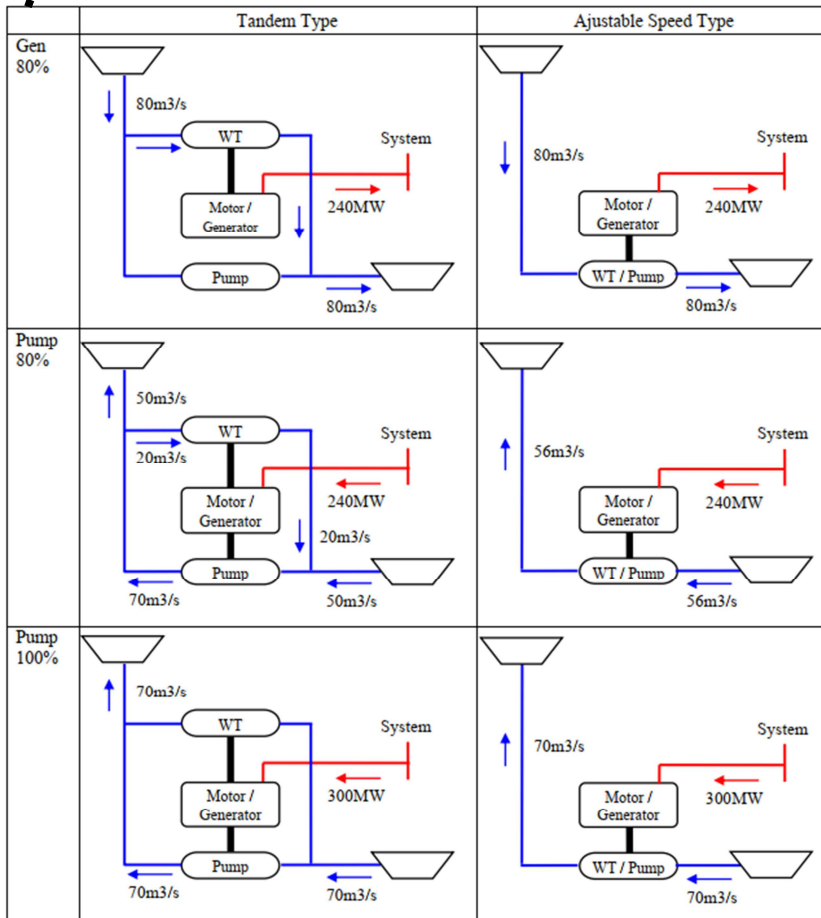 Tandem Type
Ajustable Speed Type
Gen
80%
80m3/s
WT
System
Motor /
Generator
240MW
Pump
80m3/s
80m3/s
System
Motor /
Generator
240MW
WT / Pump
80m3/s
Pump
80%
50m3/s
WT
20m3/s
System
Motor /
Generator
240MW
20m3/s
Pump
70m3/s
50m3/s
56m3/s
System
Motor /
Generator
240MW
WT / Pump
56m3/s
Pump
100%
70m3/s
WT
System
Motor /
Generator
300MW
Pump
70m3/s
70m3/s
70m3/s
System
Motor /
Generator
300MW
WT / Pump
70m3/s